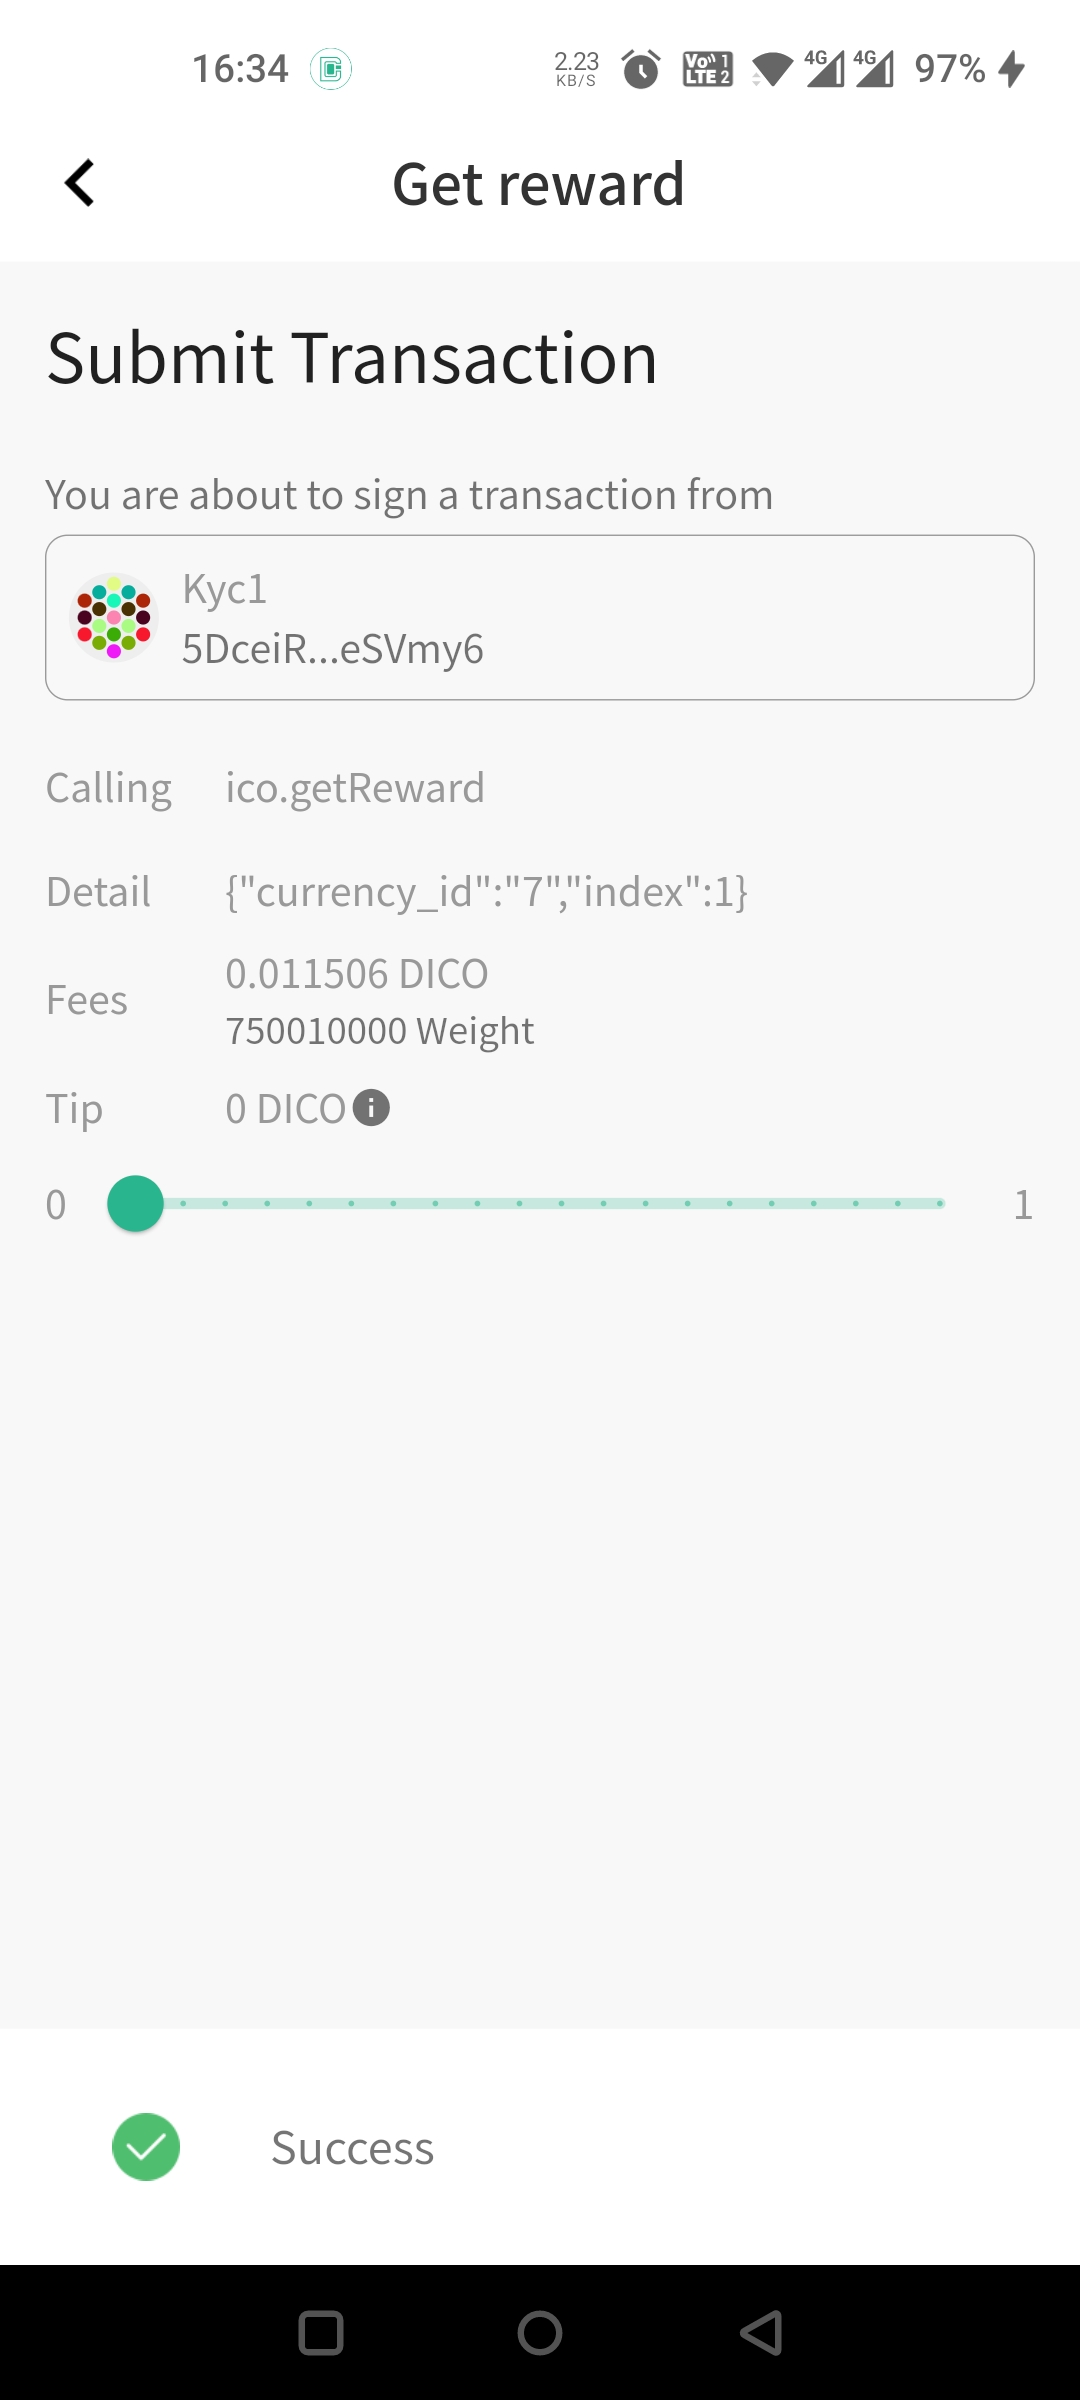 16:34 2.23 KB/S Vo 1 LTE 2 4G 4G 97%
Get reward
Submit Transaction
You are about to sign a transaction from
Kyc1
5DceiR...eSVmy6
Calling ico.getReward
Detail {"currency_id":"7","index":1}
Fees 0.011506 DICO
750010000 Weight
Tip 0 DICO
0 1
Success